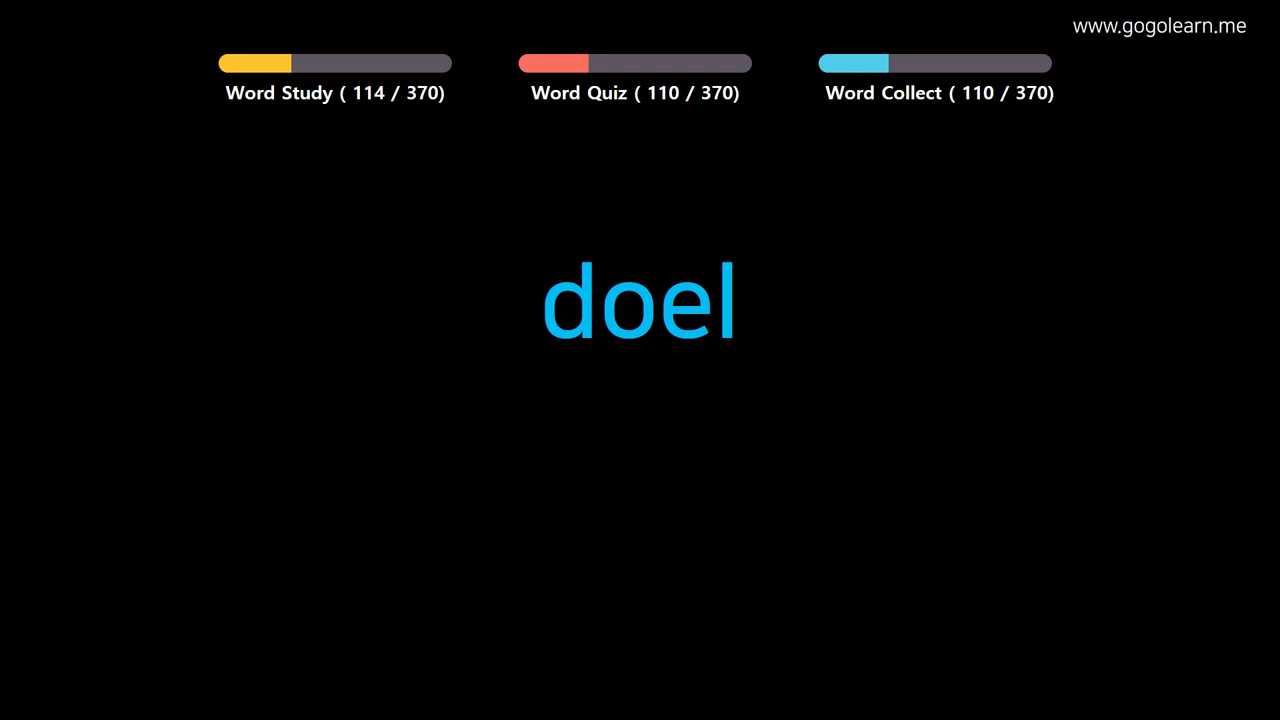 www.gogolearn.me
Word Study ( 114 / 370)
Word Quiz ( 110 / 370)
Word Collect ( 110 / 370)
doel